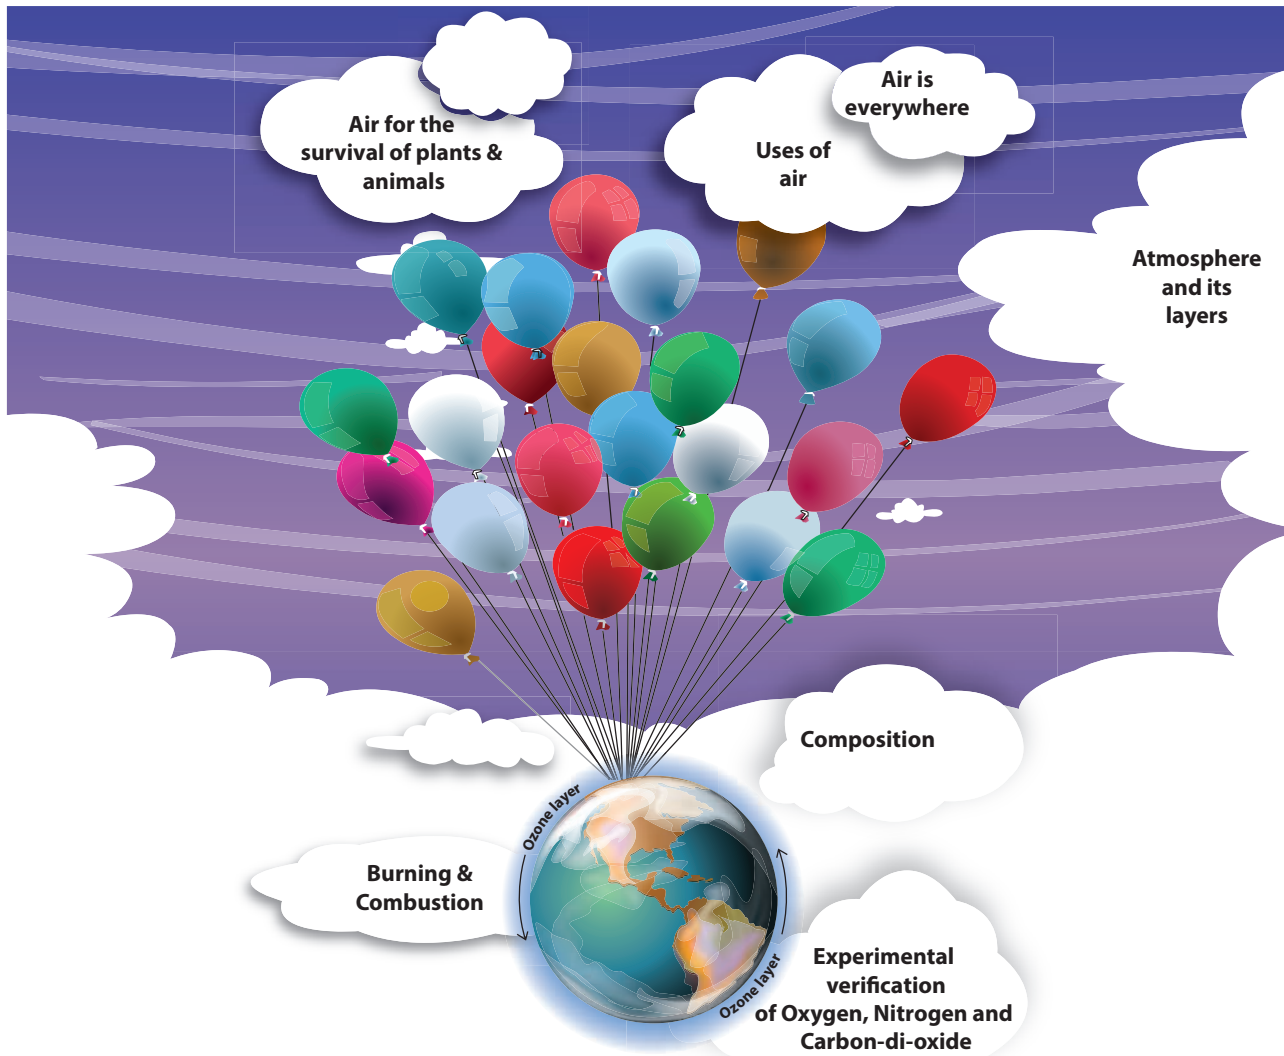 Air for the
survival of plants &
animals
Air is
everywhere
Uses of
air
Atmosphere
and its
layers
Composition
Ozone layer
Burning &
Combustion
Ozone layer
Experimental
verification
of Oxygen, Nitrogen and
Carbon-di-oxide